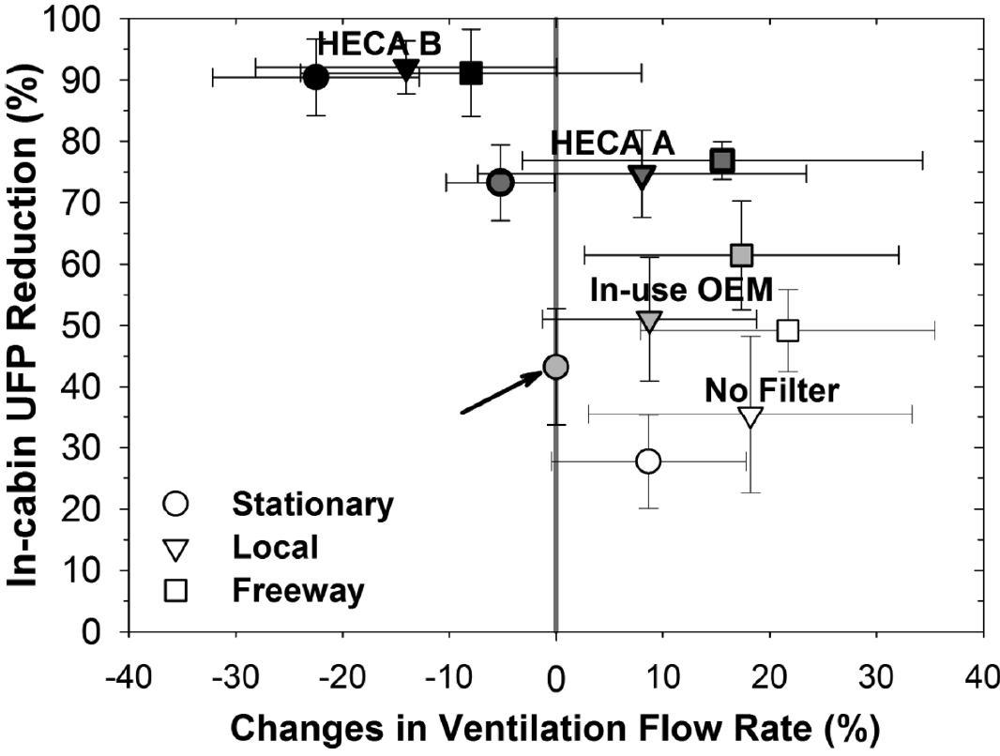 In-cabin UFP Reduction (%)
100
90
80
70
60
50
40
30
20
10
0
HECA B
HECA A
In-use OEM
No Filter
Stationary
Local
Freeway
-40
-30
-20
-10
0
10
20
30
40
Changes in Ventilation Flow Rate (%)